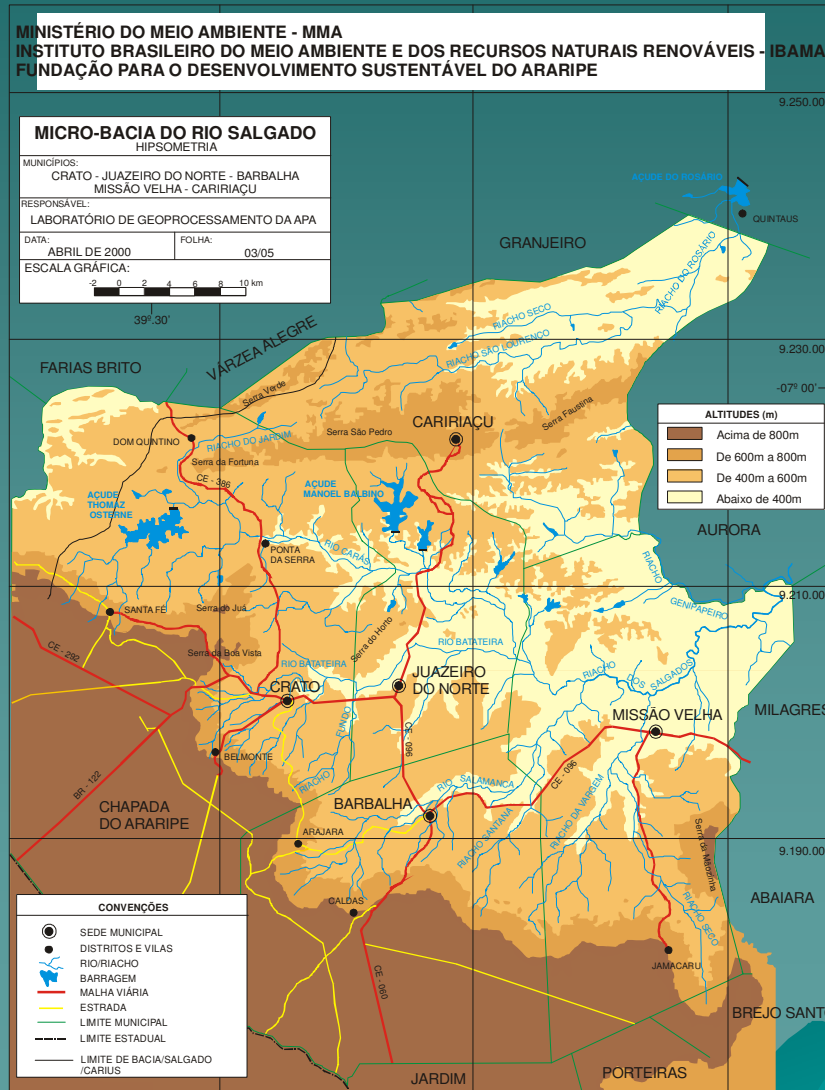 MINISTÉRIO DO MEIO AMBIENTE - MMA
INSTITUTO BRASILEIRO DO MEIO AMBIENTE E DOS RECURSOS NATURAIS RENOVÁVEIS - IBAMA
FUNDAÇÃO PARA O DESENVOLVIMENTO SUSTENTÁVEL DO ARARIPE
9.250.00
MICRO-BACIA DO RIO SALGADO
HIPSOMETRIA
MUNICÍPIOS:
CRATO - JUAZEIRO DO NORTE - BARBALHA
MISSÃO VELHA - CARIRIAÇU
RESPONSÁVEL:
LABORATÓRIO DE GEOPROCESSAMENTO DA APA
DATA:
ABRIL DE 2000
FOLHA:
03/05
ESCALA GRÁFICA:
-2 0 2 4 6 8 10 km
39º.30'
AÇUDE DO ROSÁRIO
QUINTAUS
GRANJEIRO
RIACHO DO ROSÁRIO
RIACHO SECO
RIACHO SÃO LOURENÇO
VÁRZEA ALEGRE
FARIAS BRITO
9.230.00
-07º 00'
Serra Verde
ALTITUDES (m)
Acima de 800m
De 600m a 800m
De 400m a 600m
Abaixo de 400m
CARIRIAÇU
Serra Faustina
Serra São Pedro
DOM QUINTINO
RIACHO DO JARDIM
Serra da Fortuna
CE - 386
AÇUDE
MANOEL BALBINO
AÇUDE
THOMAZ
OSTERNE
AURORA
PONTA
DA SERRA
RIO CARÁS
RIACHO
GENIPAPEIRO
9.210.00
SANTA FÉ
Serra do Juá
Serra do Horto
RIO BATATEIRA
CE - 292
Serra da Boa Vista
RIO BATATEIRA
RIACHO
DOS
SALGADOS
CRATO
JUAZEIRO
DO NORTE
MILAGRES
MISSÃO VELHA
FUNDO
CE - 096
BELMONTE
RIACHO
RIO
SALAMANCA
CE - 096
BR - 122
CHAPADA
DO ARARIPE
BARBALHA
RIACHO SANTANA
RIACHO DA VARGEM
ARAJARA
9.190.00
Serra da Mãozinha
ABAIARA
CALDAS
RIACHO SECO
JAMACARU
CE - 060
BREJO SANTO
JARDIM
PORTEIRAS
CONVENÇÕES
SEDE MUNICIPAL
DISTRITOS E VILAS
RIO/RIACHO
BARRAGEM
MALHA VIÁRIA
ESTRADA
LIMITE MUNICIPAL
LIMITE ESTADUAL
LIMITE DE BACIA/SALGADO
/CARIUS